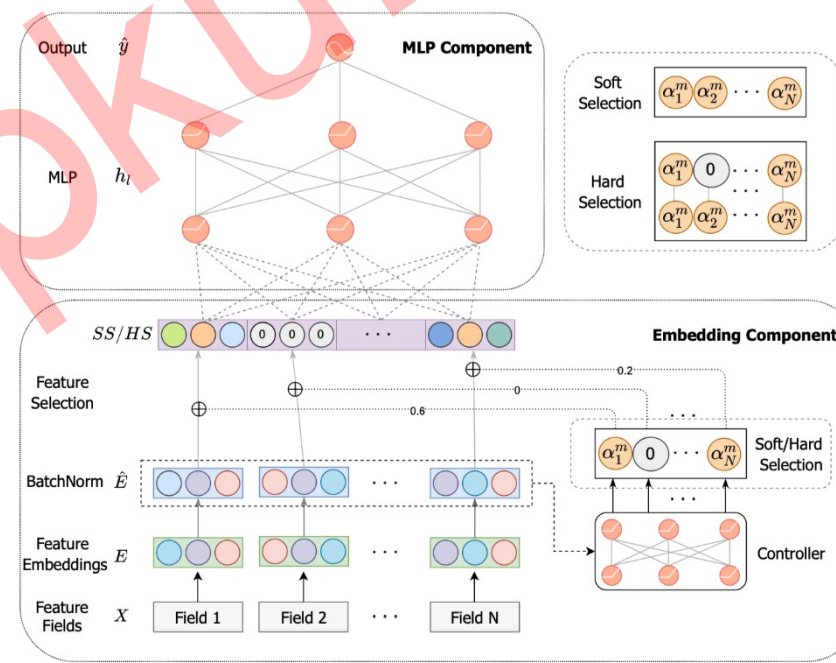 Output ŷ MLP Component
MLP h_l
Soft Selection α_1^m α_2^m ··· α_N^m
Hard Selection α_1^m 0 ··· α_N^m
···
α_1^m α_2^m ··· α_N^m
SS/HS 0 0 0 ··· Embedding Component
0.2
Feature Selection 0
0.6
···
α_1^m 0 ··· α_N^m Soft/Hard Selection
BatchNorm Ê ···
···
Feature Embeddings E ··· Controller
Feature Fields X Field 1 Field 2 ··· Field N